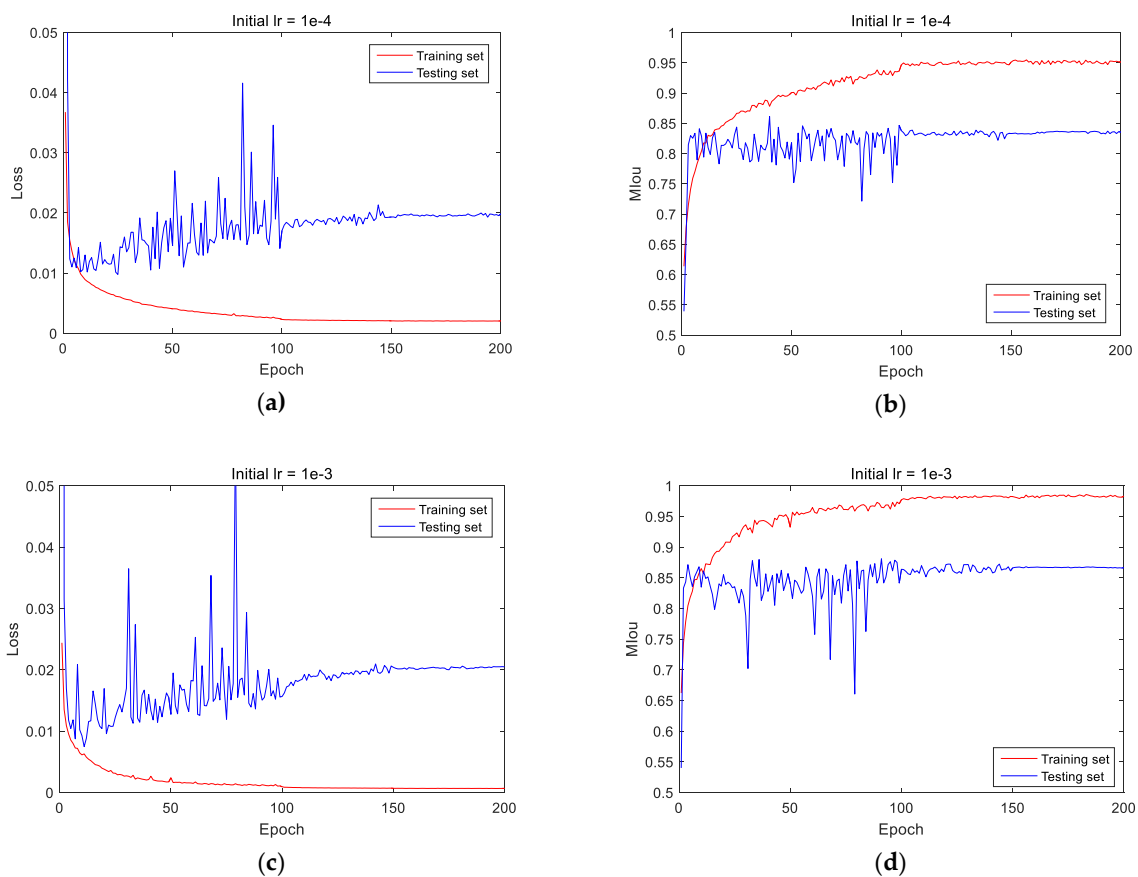 Initial lr = 1e-4
0.05
0.04
0.03
0.02
0.01
0
Loss
Training set
Testing set
0 50 100 150 200
Epoch
(a)
Initial lr = 1e-4
1
0.95
0.9
0.85
0.8
0.75
0.7
0.65
0.6
0.55
0.5
MIou
Training set
Testing set
0 50 100 150 200
Epoch
(b)
Initial lr = 1e-3
0.05
0.04
0.03
0.02
0.01
0
Loss
Training set
Testing set
0 50 100 150 200
Epoch
(c)
Initial lr = 1e-3
1
0.95
0.9
0.85
0.8
0.75
0.7
0.65
0.6
0.55
0.5
MIou
Training set
Testing set
0 50 100 150 200
Epoch
(d)